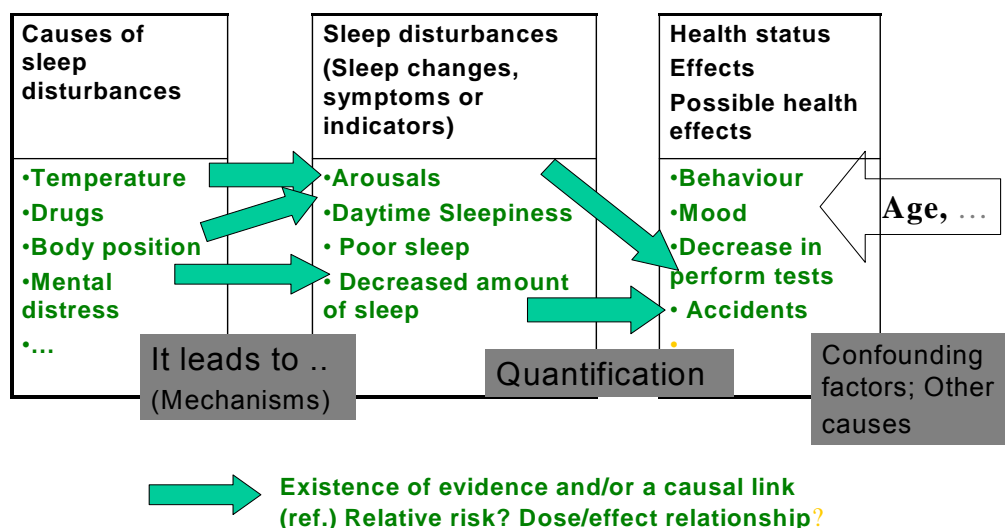 Causes of
sleep
disturbances
•Temperature
•Drugs
•Body position
•Mental
distress
•...
It leads to ..
(Mechanisms)
Sleep disturbances
(Sleep changes,
symptoms or
indicators)
•Arousals
•Daytime Sleepiness
• Poor sleep
• Decreased amount
of sleep
Quantification
Health status
Effects
Possible health
effects
•Behaviour
•Mood
•Decrease in
perform tests
• Accidents
•
Age, ...
Confounding
factors; Other
causes
Existence of evidence and/or a causal link
(ref.) Relative risk? Dose/effect relationship?